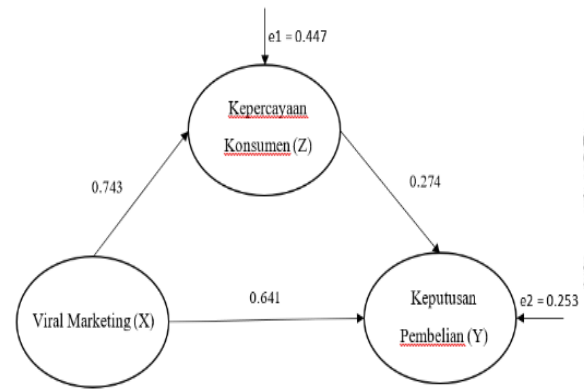 e1 = 0.447
Kepercayaan
Konsumen (Z)
0.743
0.274
Viral Marketing (X)
0.641
Keputusan
Pembelian (Y)
e2 = 0.253